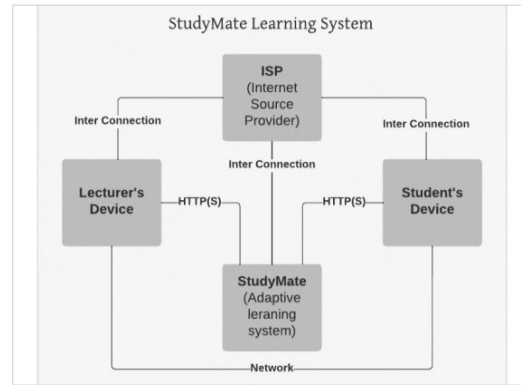 StudyMate Learning System
ISP
(Internet
Source
Provider)
Inter Connection
Inter Connection
Inter Connection
Lecturer's
Device
HTTP(S)
HTTP(S)
Student's
Device
StudyMate
(Adaptive
leraning
system)
Network